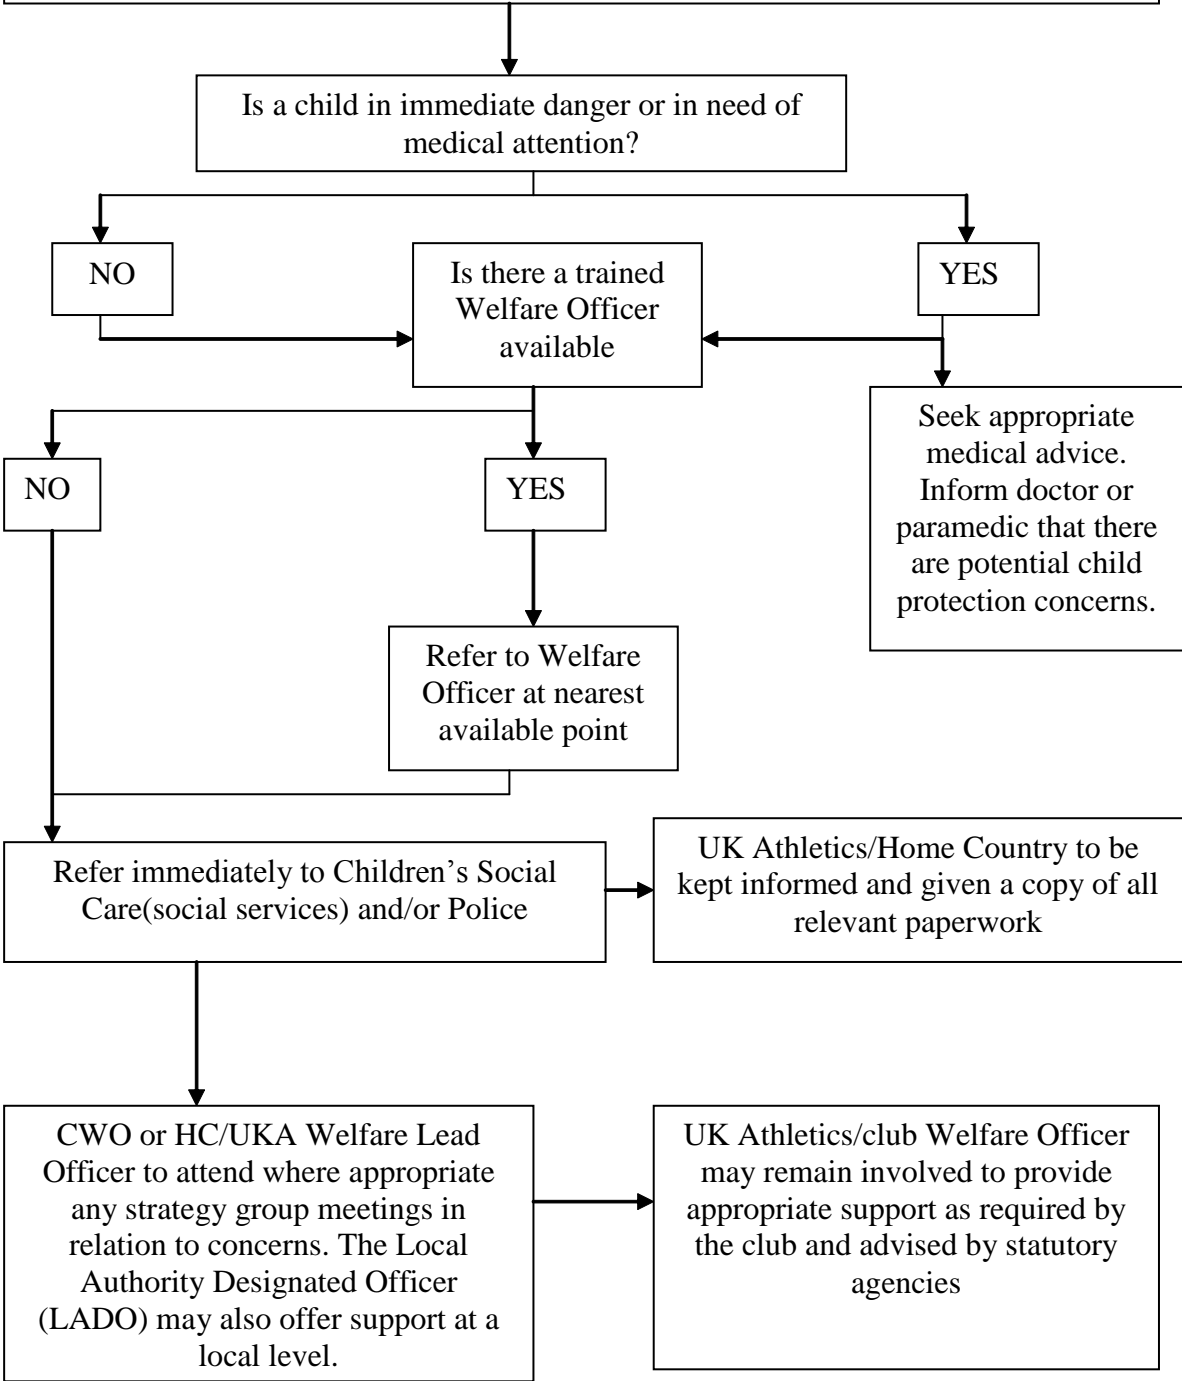 Is a child in immediate danger or in need of
medical attention?
NO
Is there a trained
Welfare Officer
available
YES
Seek appropriate
medical advice.
Inform doctor or
paramedic that there
are potential child
protection concerns.
NO
YES
Refer to Welfare
Officer at nearest
available point
Refer immediately to Children’s Social
Care(social services) and/or Police
UK Athletics/Home Country to be
kept informed and given a copy of all
relevant paperwork
CWO or HC/UKA Welfare Lead
Officer to attend where appropriate
any strategy group meetings in
relation to concerns. The Local
Authority Designated Officer
(LADO) may also offer support at a
local level.
UK Athletics/club Welfare Officer
may remain involved to provide
appropriate support as required by
the club and advised by statutory
agencies